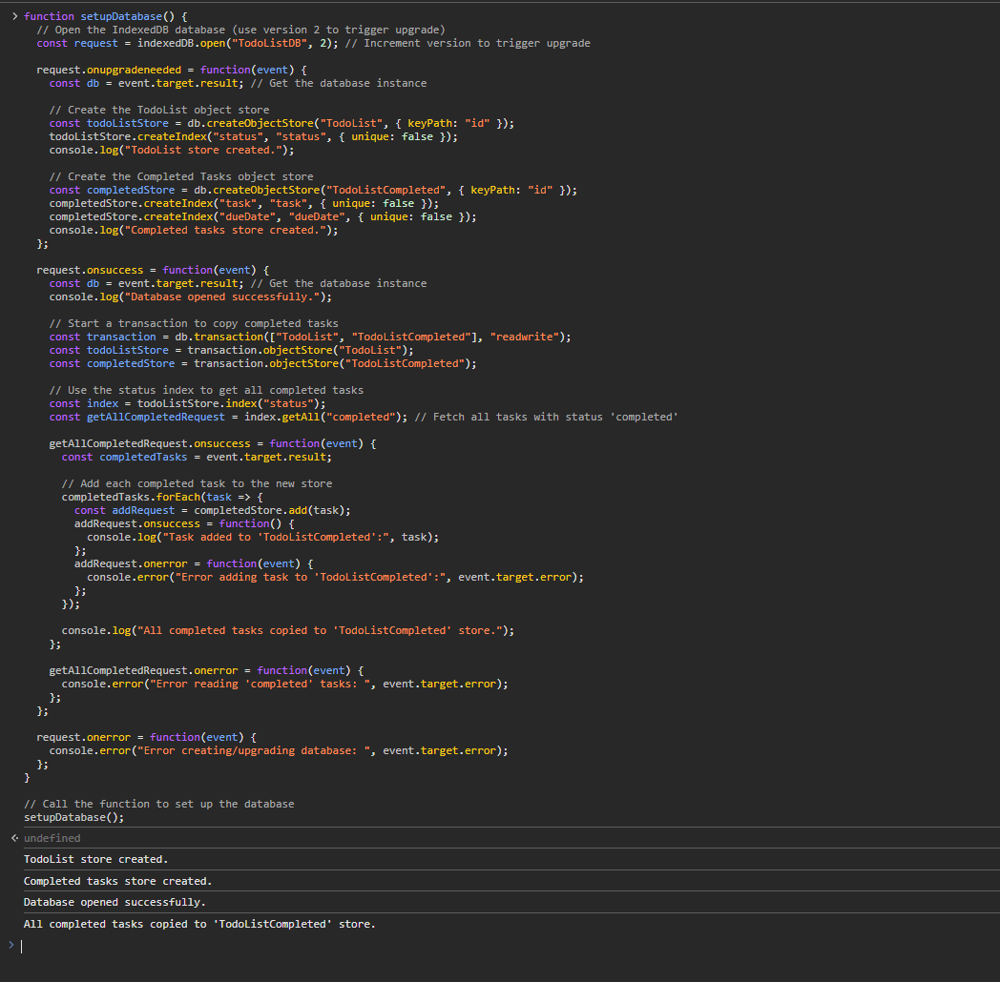 > function setupDatabase() {
  // Open the IndexedDB database (use version 2 to trigger upgrade)
  const request = indexedDB.open("TodoListDB", 2); // Increment version to trigger upgrade

  request.onupgradeneeded = function(event) {
    const db = event.target.result; // Get the database instance

    // Create the TodoList object store
    const todoListStore = db.createObjectStore("TodoList", { keyPath: "id" });
    todoListStore.createIndex("status", "status", { unique: false });
    console.log("TodoList store created.");

    // Create the Completed Tasks object store
    const completedStore = db.createObjectStore("TodoListCompleted", { keyPath: "id" });
    completedStore.createIndex("task", "task", { unique: false });
    completedStore.createIndex("dueDate", "dueDate", { unique: false });
    console.log("Completed tasks store created.");
  };

  request.onsuccess = function(event) {
    const db = event.target.result; // Get the database instance
    console.log("Database opened successfully.");

    // Start a transaction to copy completed tasks
    const transaction = db.transaction(["TodoList", "TodoListCompleted"], "readwrite");
    const todoListStore = transaction.objectStore("TodoList");
    const completedStore = transaction.objectStore("TodoListCompleted");

    // Use the status index to get all completed tasks
    const index = todoListStore.index("status");
    const getAllCompletedRequest = index.getAll("completed"); // Fetch all tasks with status 'completed'

    getAllCompletedRequest.onsuccess = function(event) {
      const completedTasks = event.target.result;

      // Add each completed task to the new store
      completedTasks.forEach(task => {
        const addRequest = completedStore.add(task);
        addRequest.onsuccess = function() {
          console.log("Task added to 'TodoListCompleted':", task);
        };
        addRequest.onerror = function(event) {
          console.error("Error adding task to 'TodoListCompleted':", event.target.error);
        };
      });

      console.log("All completed tasks copied to 'TodoListCompleted' store.");
    };

    getAllCompletedRequest.onerror = function(event) {
      console.error("Error reading 'completed' tasks: ", event.target.error);
    };
  };

  request.onerror = function(event) {
    console.error("Error creating/upgrading database: ", event.target.error);
  };
}

// Call the function to set up the database
setupDatabase();
undefined
TodoList store created.
Completed tasks store created.
Database opened successfully.
All completed tasks copied to 'TodoListCompleted' store.
>